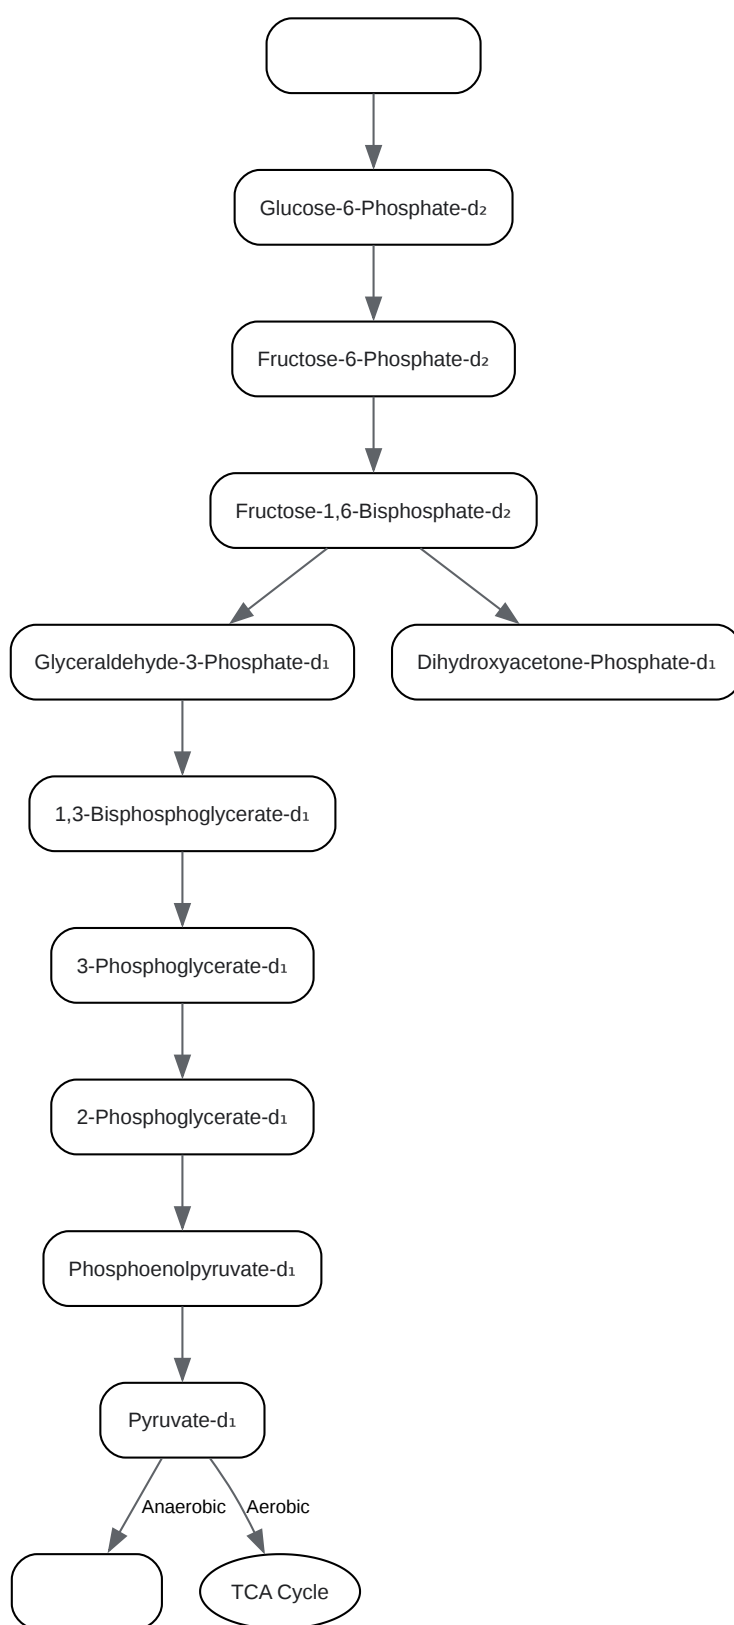 Glucose-6-Phosphate-d₂
Fructose-6-Phosphate-d₂
Fructose-1,6-Bisphosphate-d₂
Glyceraldehyde-3-Phosphate-d₁
Dihydroxyacetone-Phosphate-d₁
1,3-Bisphosphoglycerate-d₁
3-Phosphoglycerate-d₁
2-Phosphoglycerate-d₁
Phosphoenolpyruvate-d₁
Pyruvate-d₁
Anaerobic
Aerobic
TCA Cycle